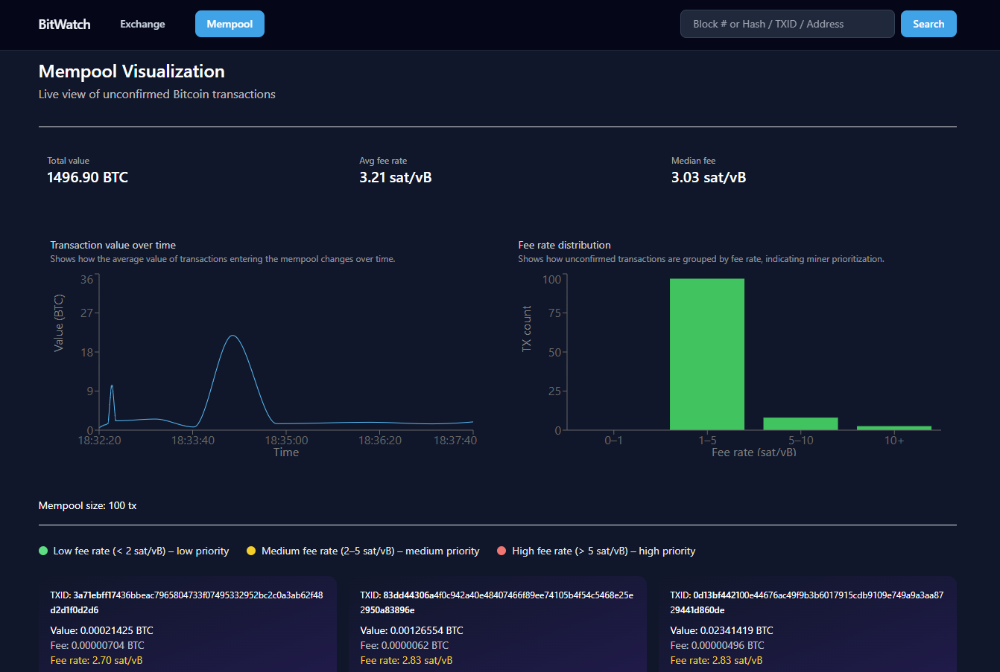 BitWatch Exchange Mempool Block # or Hash / TXID / Address Search
Mempool Visualization
Live view of unconfirmed Bitcoin transactions
Total value Avg fee rate Median fee
1496.90 BTC 3.21 sat/vB 3.03 sat/vB
Transaction value over time
Shows how the average value of transactions entering the mempool changes over time.
36
27
18
9
0
Value (BTC)
18:32:20 18:33:40 18:35:00 18:36:20 18:37:40
Time
Fee rate distribution
Shows how unconfirmed transactions are grouped by fee rate, indicating miner prioritization.
100
75
50
25
0
TX count
0–1 1–5 5–10 10+
Fee rate (sat/vB)
Mempool size: 100 tx
Low fee rate (< 2 sat/vB) – low priority Medium fee rate (2–5 sat/vB) – medium priority High fee rate (> 5 sat/vB) – high priority
TXID: 3a71ebff17436bbeac7965804733f07495332952bc2c0a3ab62f48
d2d1f0d2d6
Value: 0.00021425 BTC
Fee: 0.00000704 BTC
Fee rate: 2.70 sat/vB
TXID: 83dd44306a4f0c942a40e48407466f89ee74105b4f54c5468e25e
2950a83896e
Value: 0.00126554 BTC
Fee: 0.0000062 BTC
Fee rate: 2.83 sat/vB
TXID: 0d13bf442100e44676ac49f9b3b6017915cdb9109e749a9a3aa87
29441d860de
Value: 0.02341419 BTC
Fee: 0.00000496 BTC
Fee rate: 2.83 sat/vB